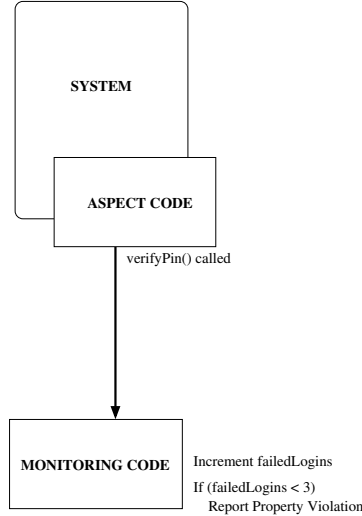 SYSTEM
ASPECT CODE
verifyPin() called
MONITORING CODE
Increment failedLogins
If (failedLogins < 3)
Report Property Violation